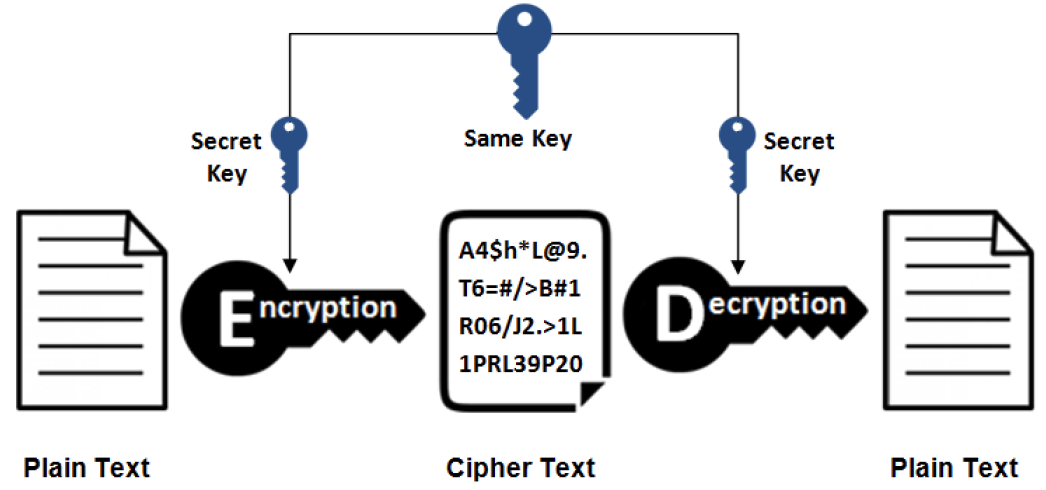 Same Key
Secret
Key
Secret
Key
Encryption
A4$h*L@9.
T6=#/>B#1
R06/J2.>1L
1PRL39P20
Decryption
Plain Text
Cipher Text
Plain Text